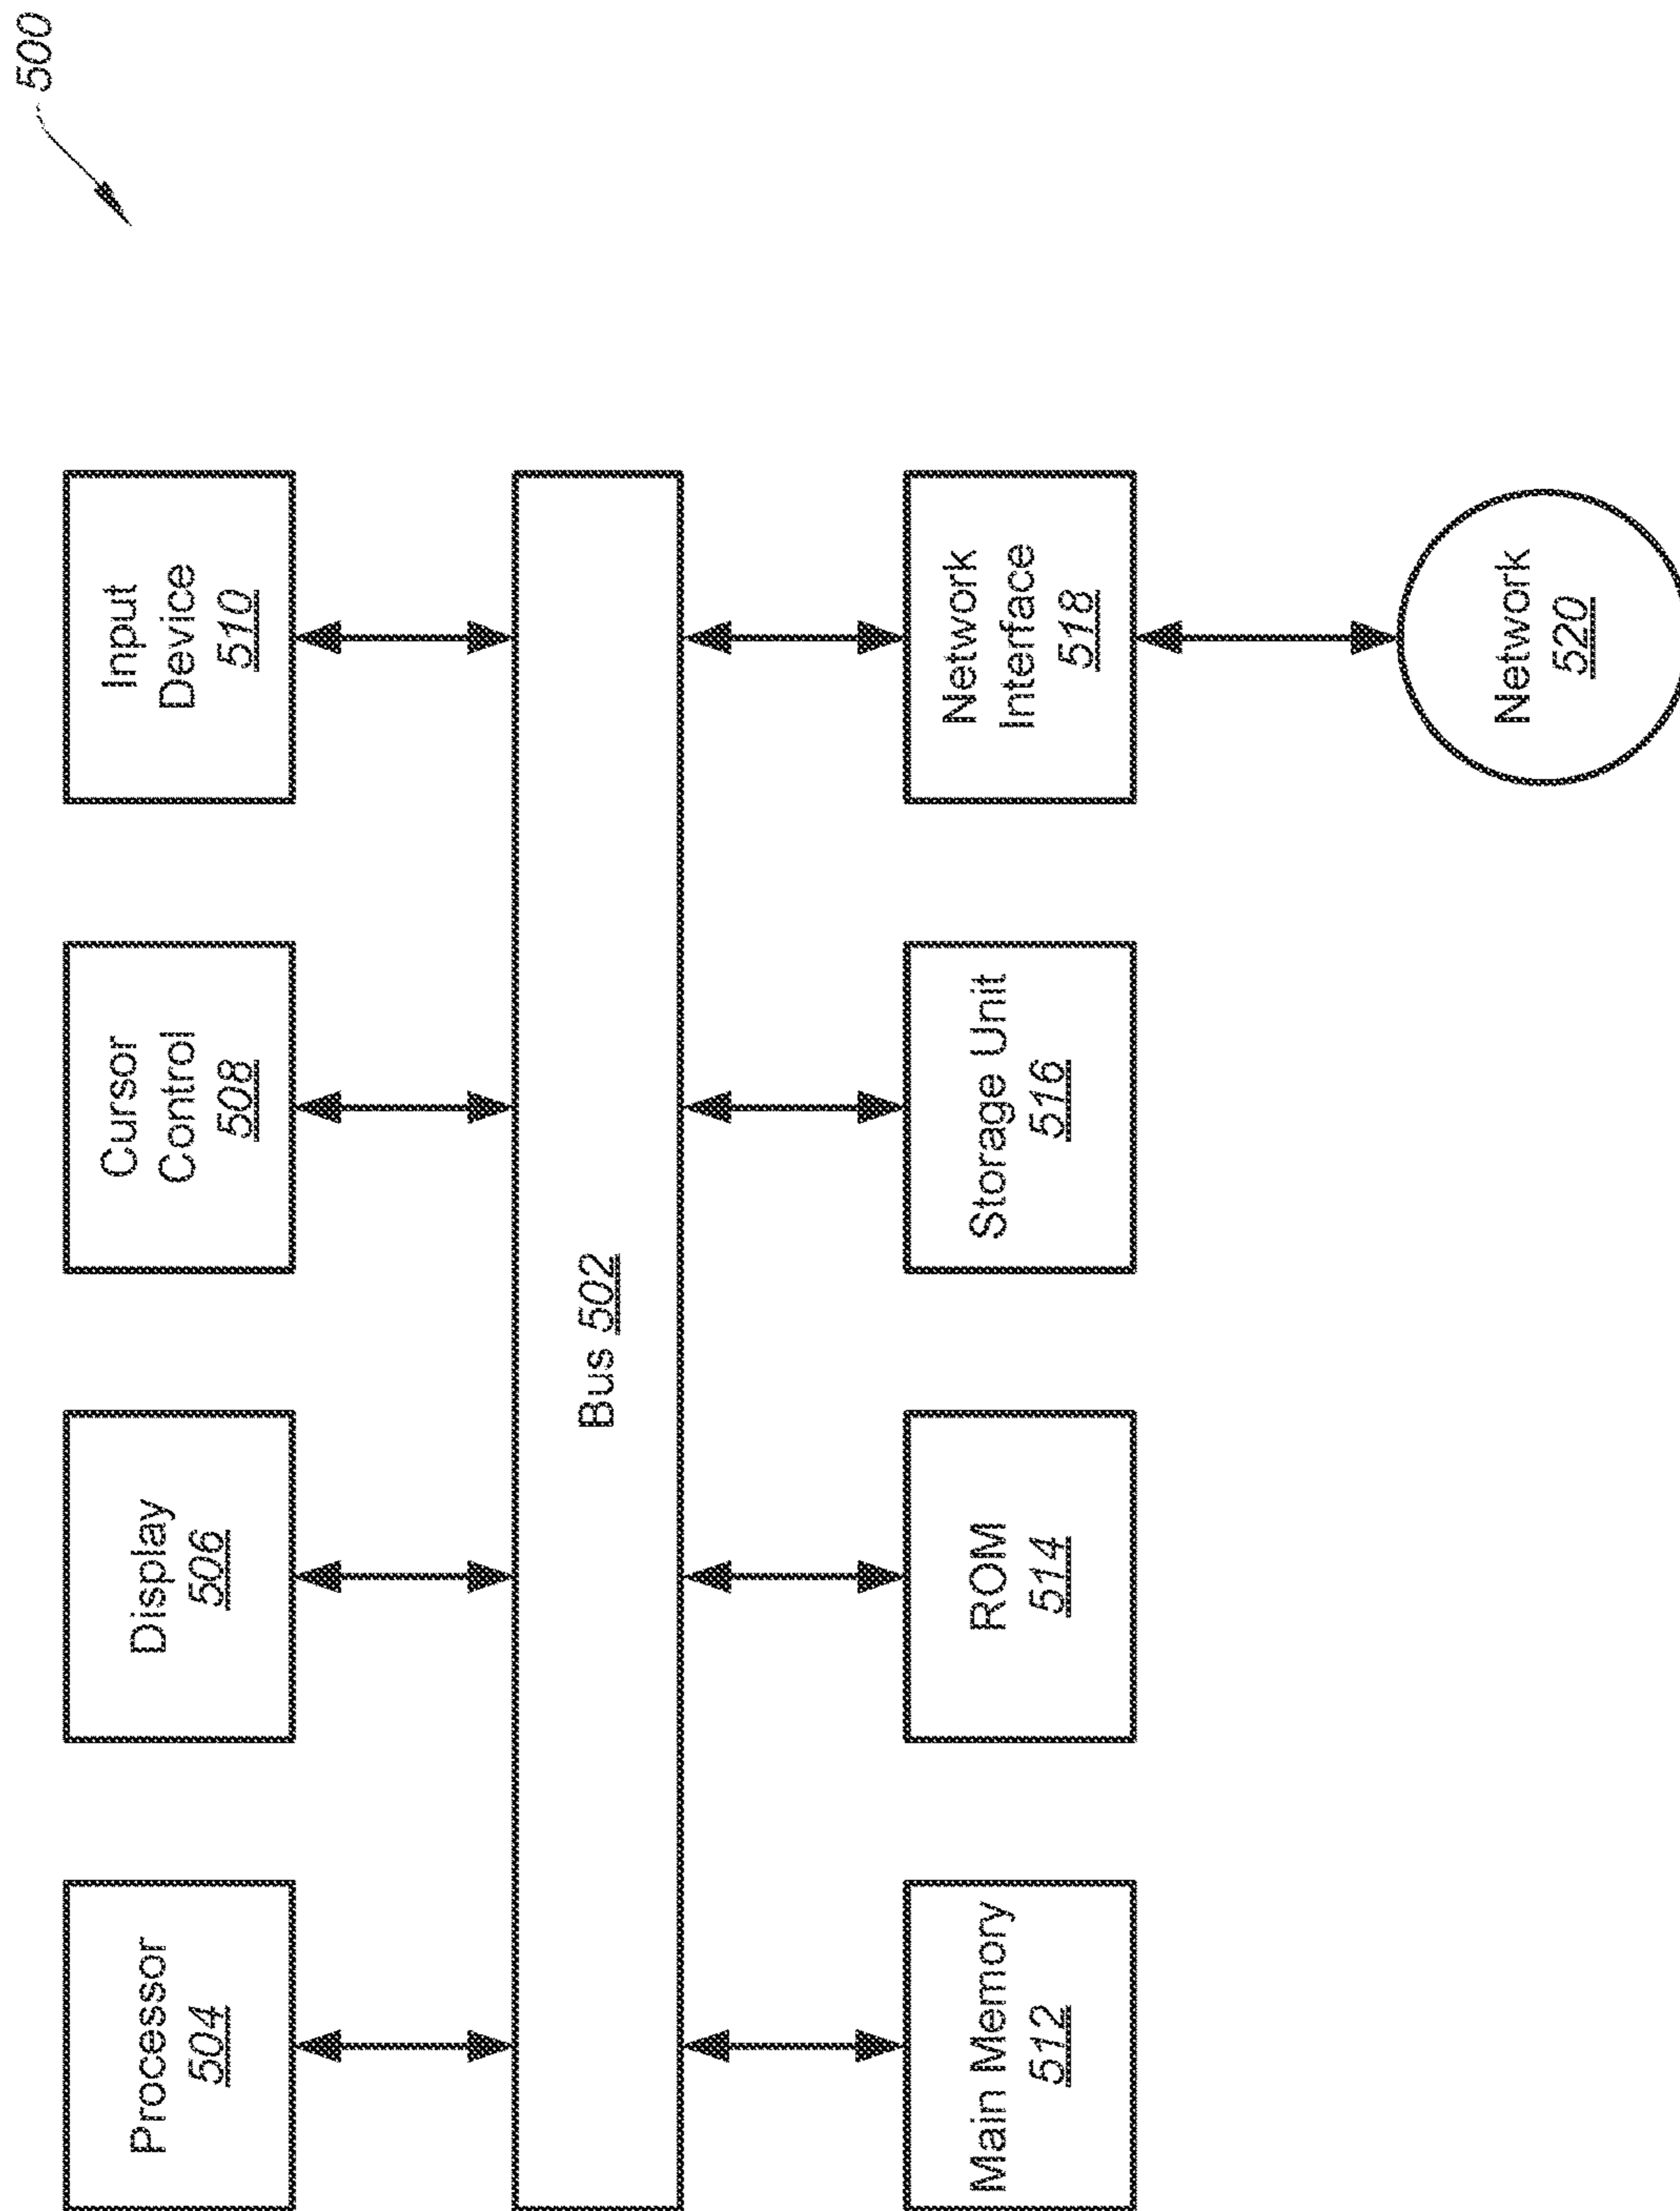 500
Processor
504
Display
506
Cursor
Control
508
Input
Device
510
Bus 502
Main Memory
512
ROM
514
Storage Unit
516
Network
Interface
518
Network
520